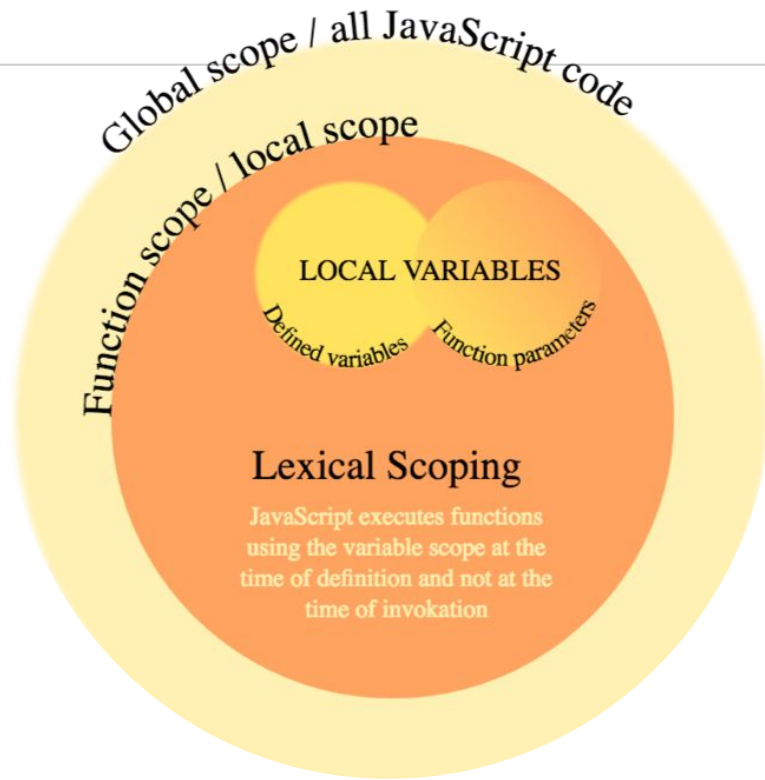 Global scope / all JavaScript code
Function scope / local scope
LOCAL VARIABLES
Defined variables
Function parameters
Lexical Scoping
JavaScript executes functions
using the variable scope at the
time of definition and not at the
time of invokation